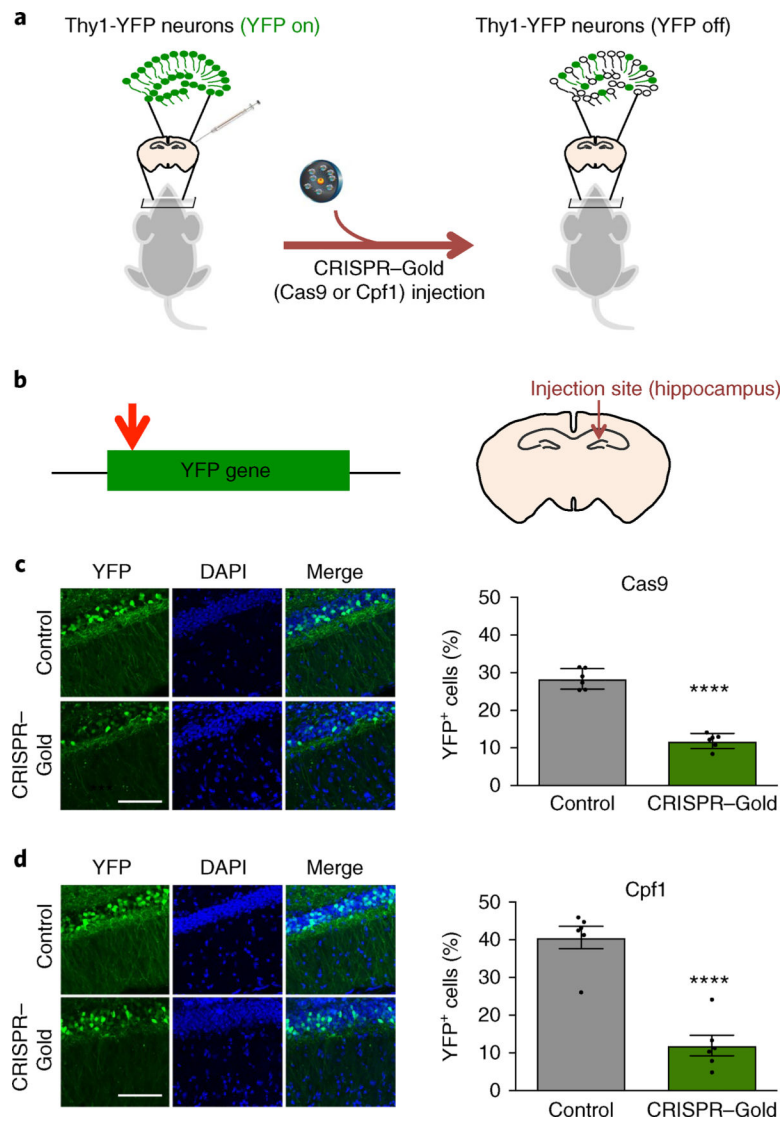 a
Thy1-YFP neurons (YFP on)
Thy1-YFP neurons (YFP off)
CRISPR–Gold
(Cas9 or Cpf1) injection
b
YFP gene
Injection site (hippocampus)
c
YFP
DAPI
Merge
Control
CRISPR–
Gold
Cas9
YFP+ cells (%)
50
40
30
20
10
0
****
Control
CRISPR–Gold
d
YFP
DAPI
Merge
Control
CRISPR–
Gold
Cpf1
YFP+ cells (%)
50
40
30
20
10
0
****
Control
CRISPR–Gold